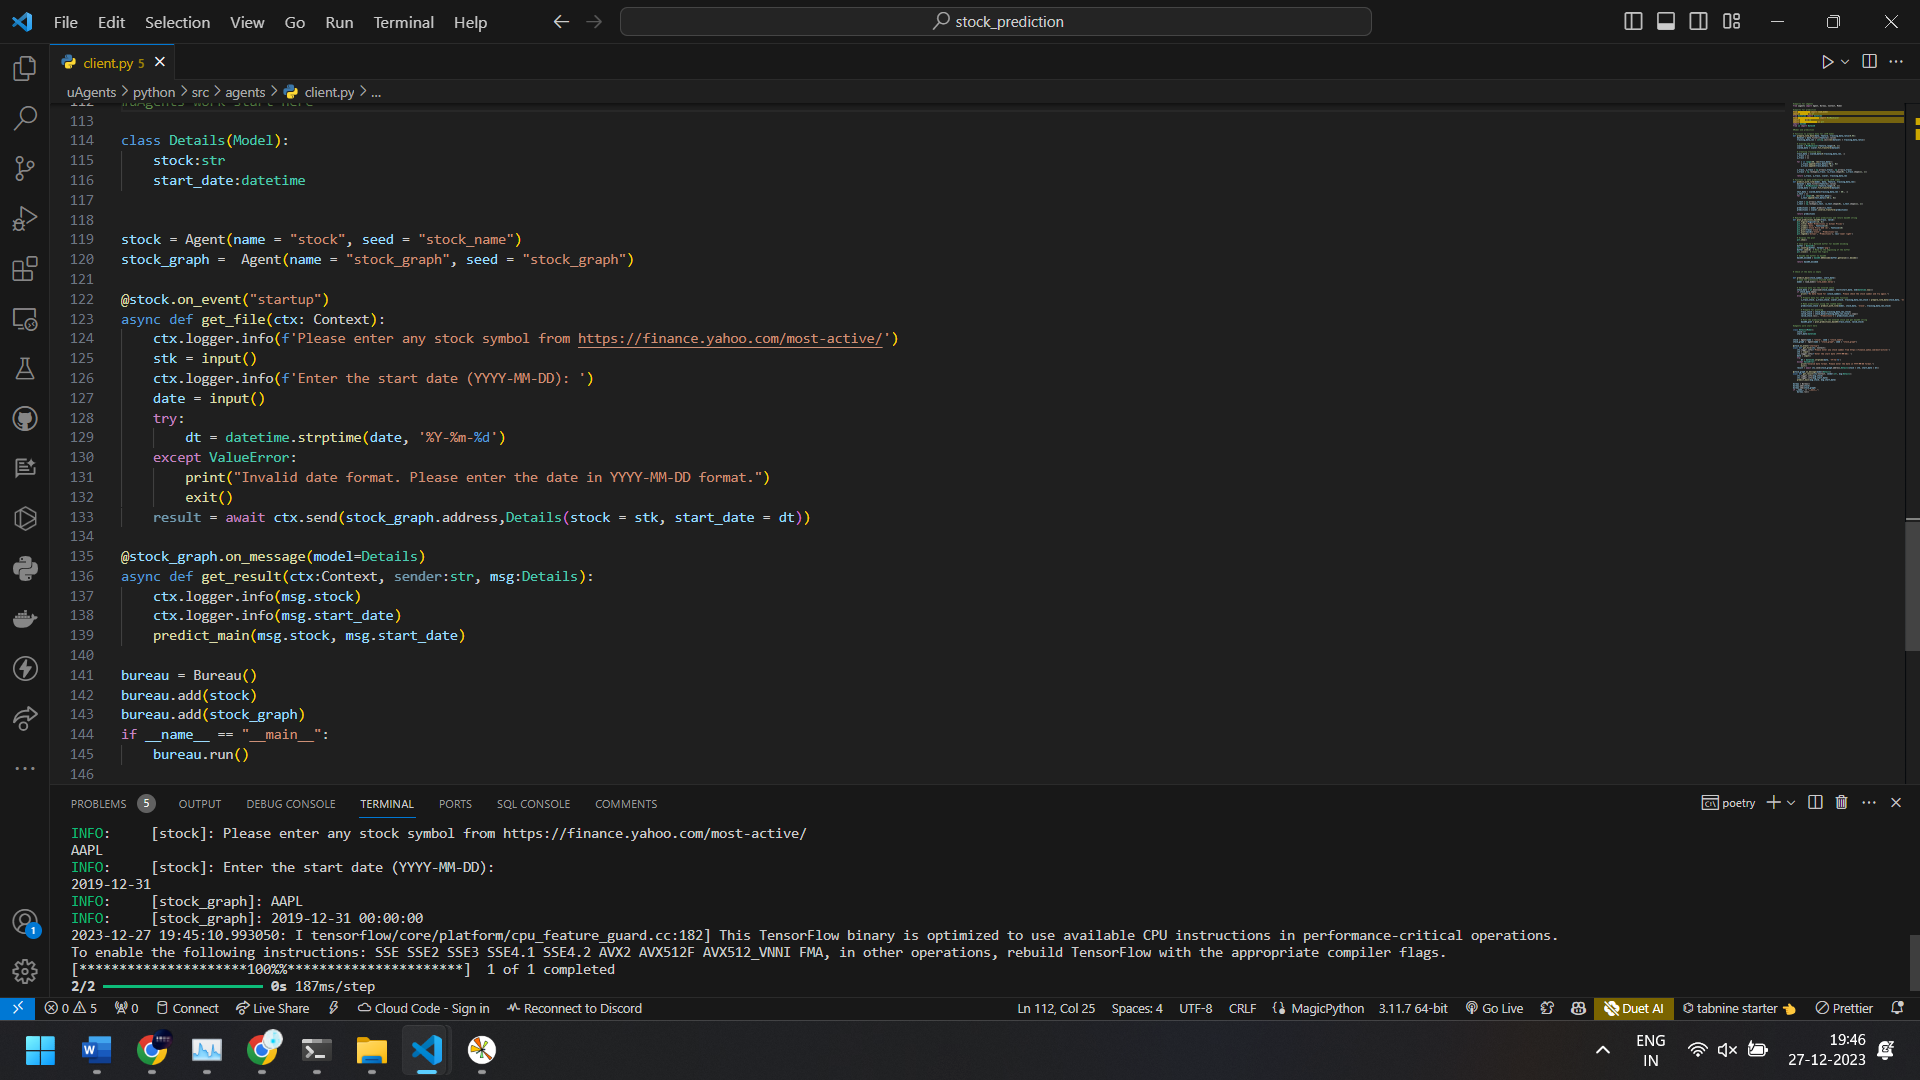 File Edit Selection View Go Run Terminal Help
stock_prediction
client.py 5
uAgents > python > src > agents > client.py > ...
112 #uAgents work start here
113
114 class Details(Model):
115 stock:str
116 start_date:datetime
117
118
119 stock = Agent(name = "stock", seed = "stock_name")
120 stock_graph =  Agent(name = "stock_graph", seed = "stock_graph")
121
122 @stock.on_event("startup")
123 async def get_file(ctx: Context):
124 ctx.logger.info(f'Please enter any stock symbol from https://finance.yahoo.com/most-active/')
125 stk = input()
126 ctx.logger.info(f'Enter the start date (YYYY-MM-DD): ')
127 date = input()
128 try:
129 dt = datetime.strptime(date, '%Y-%m-%d')
130 except ValueError:
131 print("Invalid date format. Please enter the date in YYYY-MM-DD format.")
132 exit()
133 result = await ctx.send(stock_graph.address,Details(stock = stk, start_date = dt))
134
135 @stock_graph.on_message(model=Details)
136 async def get_result(ctx:Context, sender:str, msg:Details):
137 ctx.logger.info(msg.stock)
138 ctx.logger.info(msg.start_date)
139 predict_main(msg.stock, msg.start_date)
140
141 bureau = Bureau()
142 bureau.add(stock)
143 bureau.add(stock_graph)
144 if __name__ == "__main__":
145 bureau.run()
146
PROBLEMS 5 OUTPUT DEBUG CONSOLE TERMINAL PORTS SQL CONSOLE COMMENTS
poetry
INFO: [stock]: Please enter any stock symbol from https://finance.yahoo.com/most-active/
AAPL
INFO: [stock]: Enter the start date (YYYY-MM-DD):
2019-12-31
INFO: [stock_graph]: AAPL
INFO: [stock_graph]: 2019-12-31 00:00:00
2023-12-27 19:45:10.993050: I tensorflow/core/platform/cpu_feature_guard.cc:182] This TensorFlow binary is optimized to use available CPU instructions in performance-critical operations.
To enable the following instructions: SSE SSE2 SSE3 SSE4.1 SSE4.2 AVX2 AVX512F AVX512_VNNI FMA, in other operations, rebuild TensorFlow with the appropriate compiler flags.
[*********************100%%**********************]  1 of 1 completed
2/2 0s 187ms/step
1
0 5 0 Connect Live Share Cloud Code - Sign in Reconnect to Discord Ln 112, Col 25 Spaces: 4 UTF-8 CRLF MagicPython 3.11.7 64-bit Go Live Duet AI tabnine starter Prettier
ENG
IN
19:46
27-12-2023